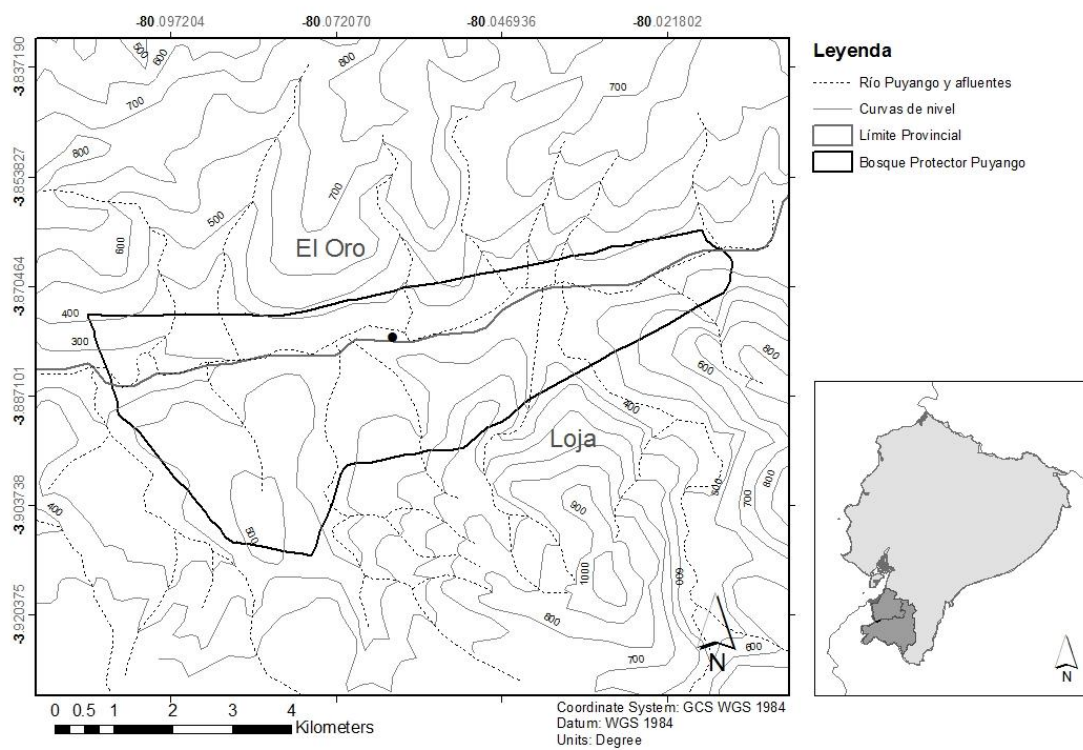 -80.097204 -80.072070 -80.046936 -80.021802
-3.837190
-3.853827
-3.870464
-3.887101
-3.903738
-3.920375
500
600
800
700
700
800
600
500
700
El Oro
600
400
300
600
800
400
Loja
500
700
800
900
400
500
1000
600
800
700
600
N
Leyenda
Río Puyango y afluentes
Curvas de nivel
Límite Provincial
Bosque Protector Puyango
N
0 0.5 1 2 3 4
Kilometers
Coordinate System: GCS WGS 1984
Datum: WGS 1984
Units: Degree